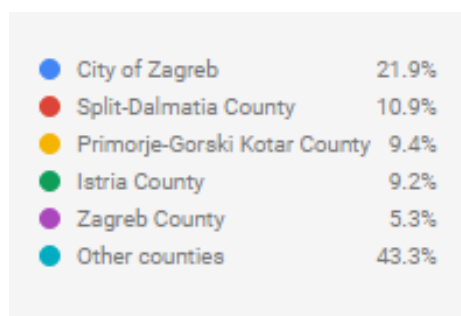 City of Zagreb 21.9%
Split-Dalmatia County 10.9%
Primorje-Gorski Kotar County 9.4%
Istria County 9.2%
Zagreb County 5.3%
Other counties 43.3%